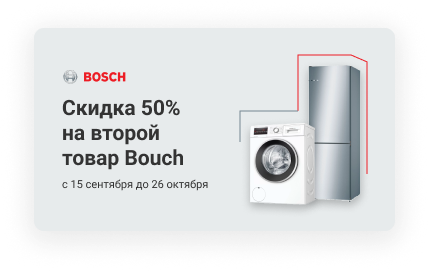 BOSCH
Скидка 50%
на второй
товар Bouch
с 15 сентября до 26 октября